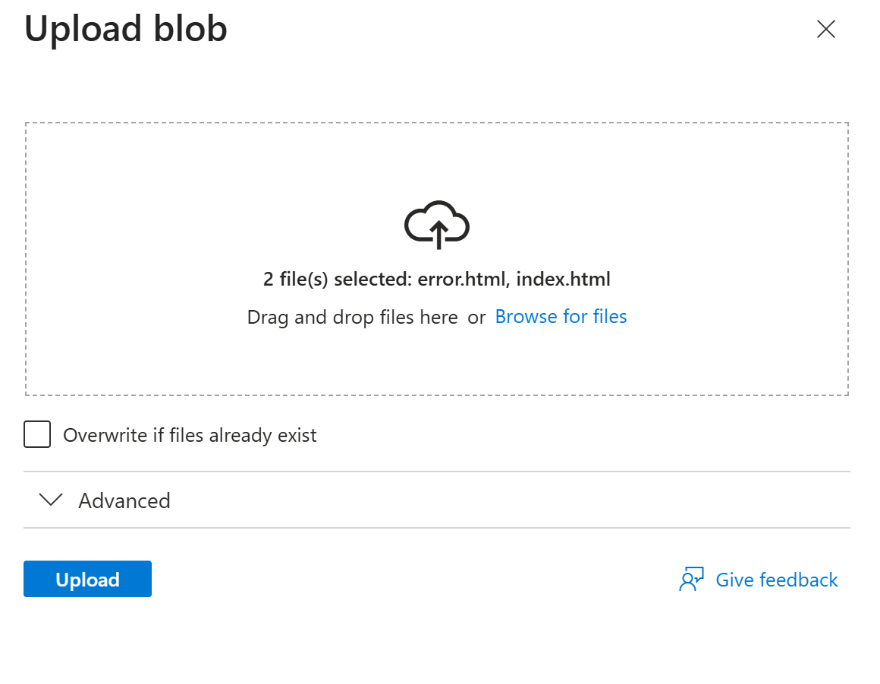 Upload blob
2 file(s) selected: error.html, index.html
Drag and drop files here or Browse for files
Overwrite if files already exist
Advanced
Upload
Give feedback